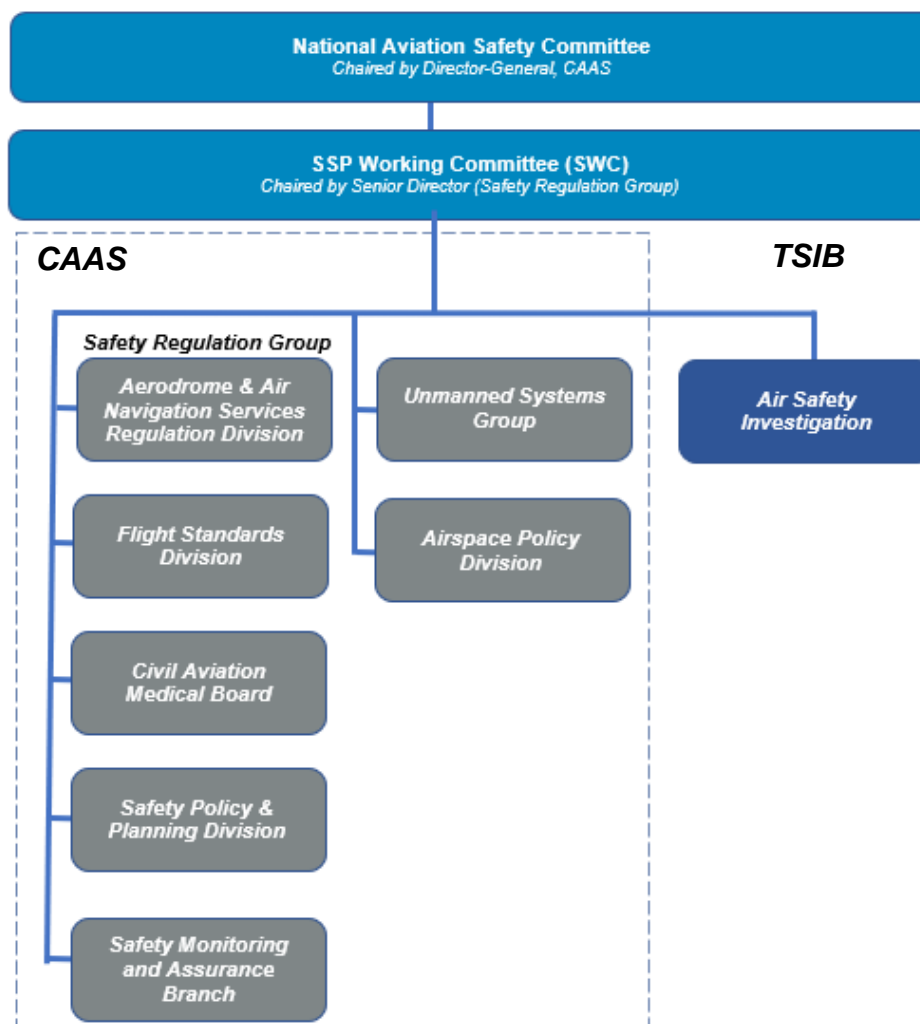 National Aviation Safety Committee
Chaired by Director-General, CAAS
SSP Working Committee (SWC)
Chaired by Senior Director (Safety Regulation Group)
CAAS
TSIB
Safety Regulation Group
Aerodrome & Air
Navigation Services
Regulation Division
Flight Standards
Division
Civil Aviation
Medical Board
Safety Policy &
Planning Division
Safety Monitoring
and Assurance
Branch
Unmanned Systems
Group
Airspace Policy
Division
Air Safety
Investigation